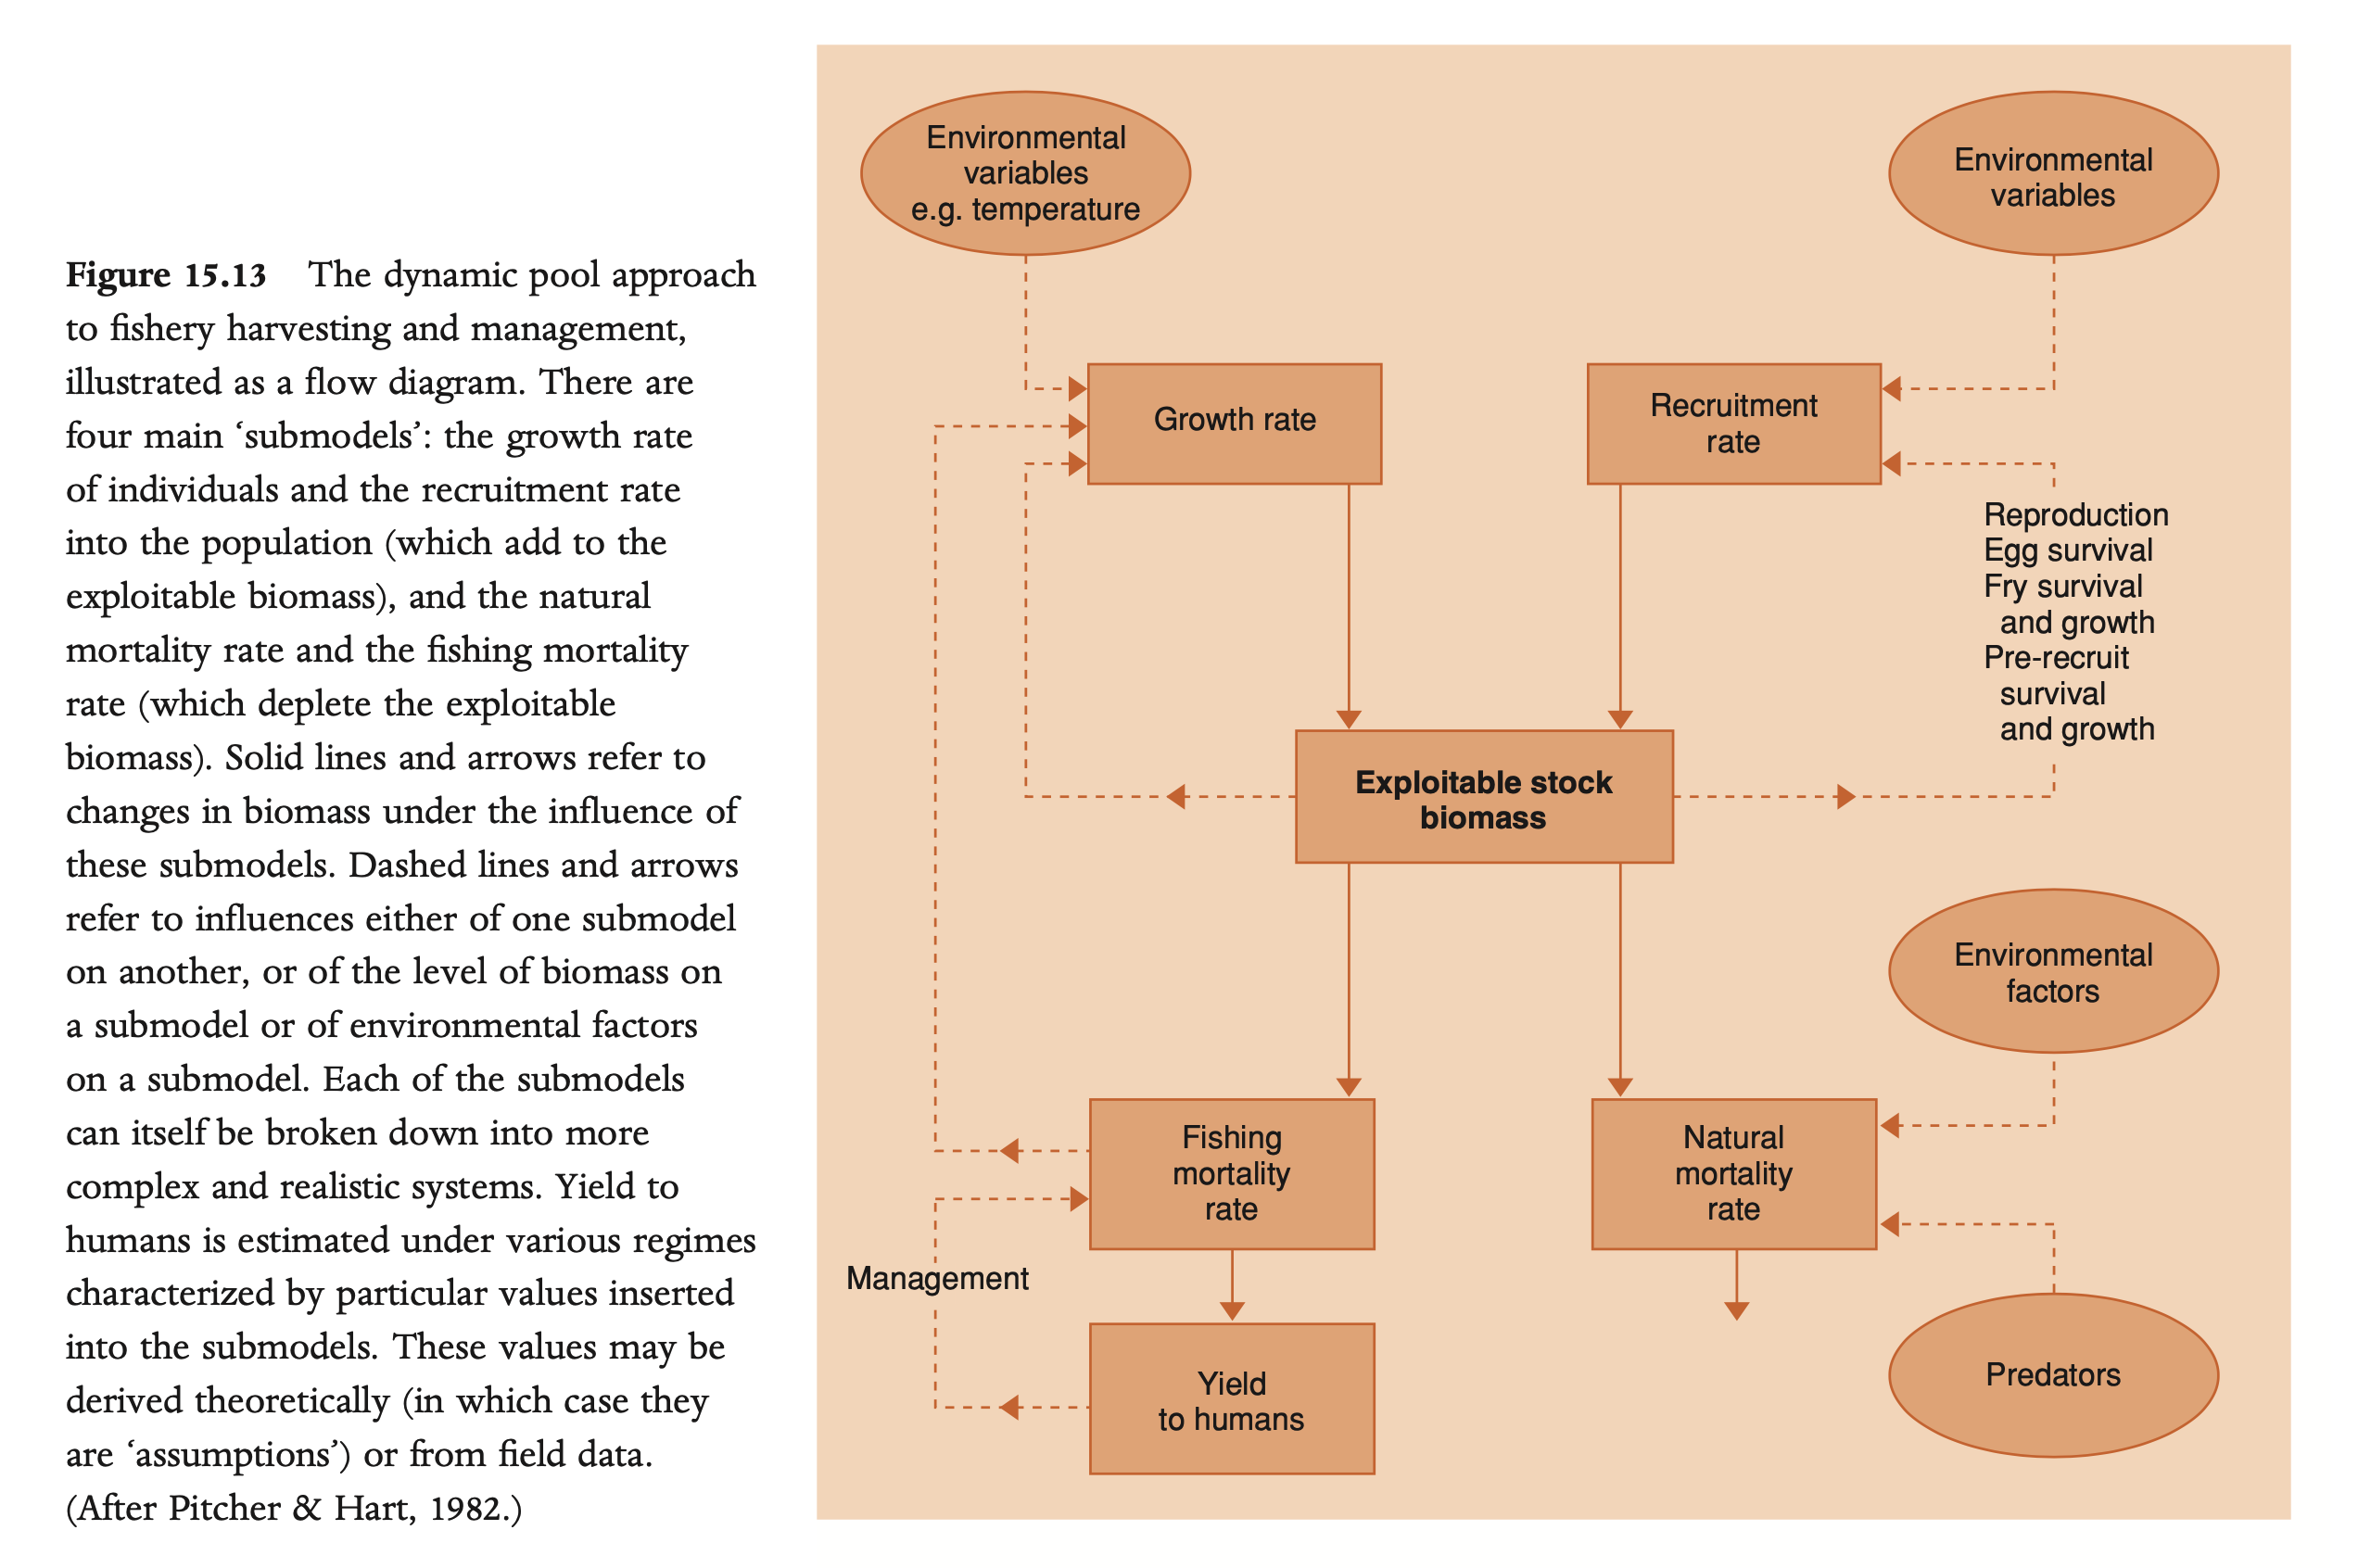 Figure 15.13 The dynamic pool approach
to fishery harvesting and management,
illustrated as a flow diagram. There are
four main ‘submodels’: the growth rate
of individuals and the recruitment rate
into the population (which add to the
exploitable biomass), and the natural
mortality rate and the fishing mortality
rate (which deplete the exploitable
biomass). Solid lines and arrows refer to
changes in biomass under the influence of
these submodels. Dashed lines and arrows
refer to influences either of one submodel
on another, or of the level of biomass on
a submodel or of environmental factors
on a submodel. Each of the submodels
can itself be broken down into more
complex and realistic systems. Yield to
humans is estimated under various regimes
characterized by particular values inserted
into the submodels. These values may be
derived theoretically (in which case they
are ‘assumptions’) or from field data.
(After Pitcher & Hart, 1982.)
Environmental
variables
e.g. temperature
Environmental
variables
Growth rate
Recruitment
rate
Reproduction
Egg survival
Fry survival
and growth
Pre-recruit
survival
and growth
Exploitable stock
biomass
Environmental
factors
Fishing
mortality
rate
Natural
mortality
rate
Management
Yield
to humans
Predators